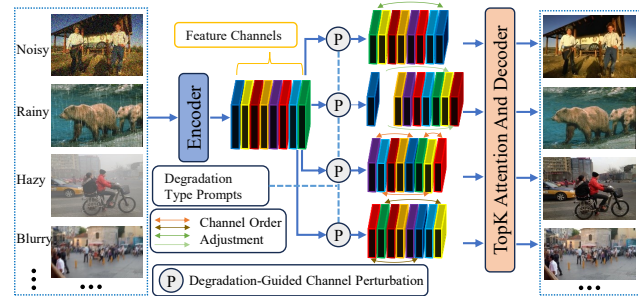 Noisy
Rainy
Hazy
Blurry
Encoder
Feature Channels
Degradation
Type Prompts
Channel Order
Adjustment
P
P
P
P
P
Degradation-Guided Channel Perturbation
TopK Attention And Decoder